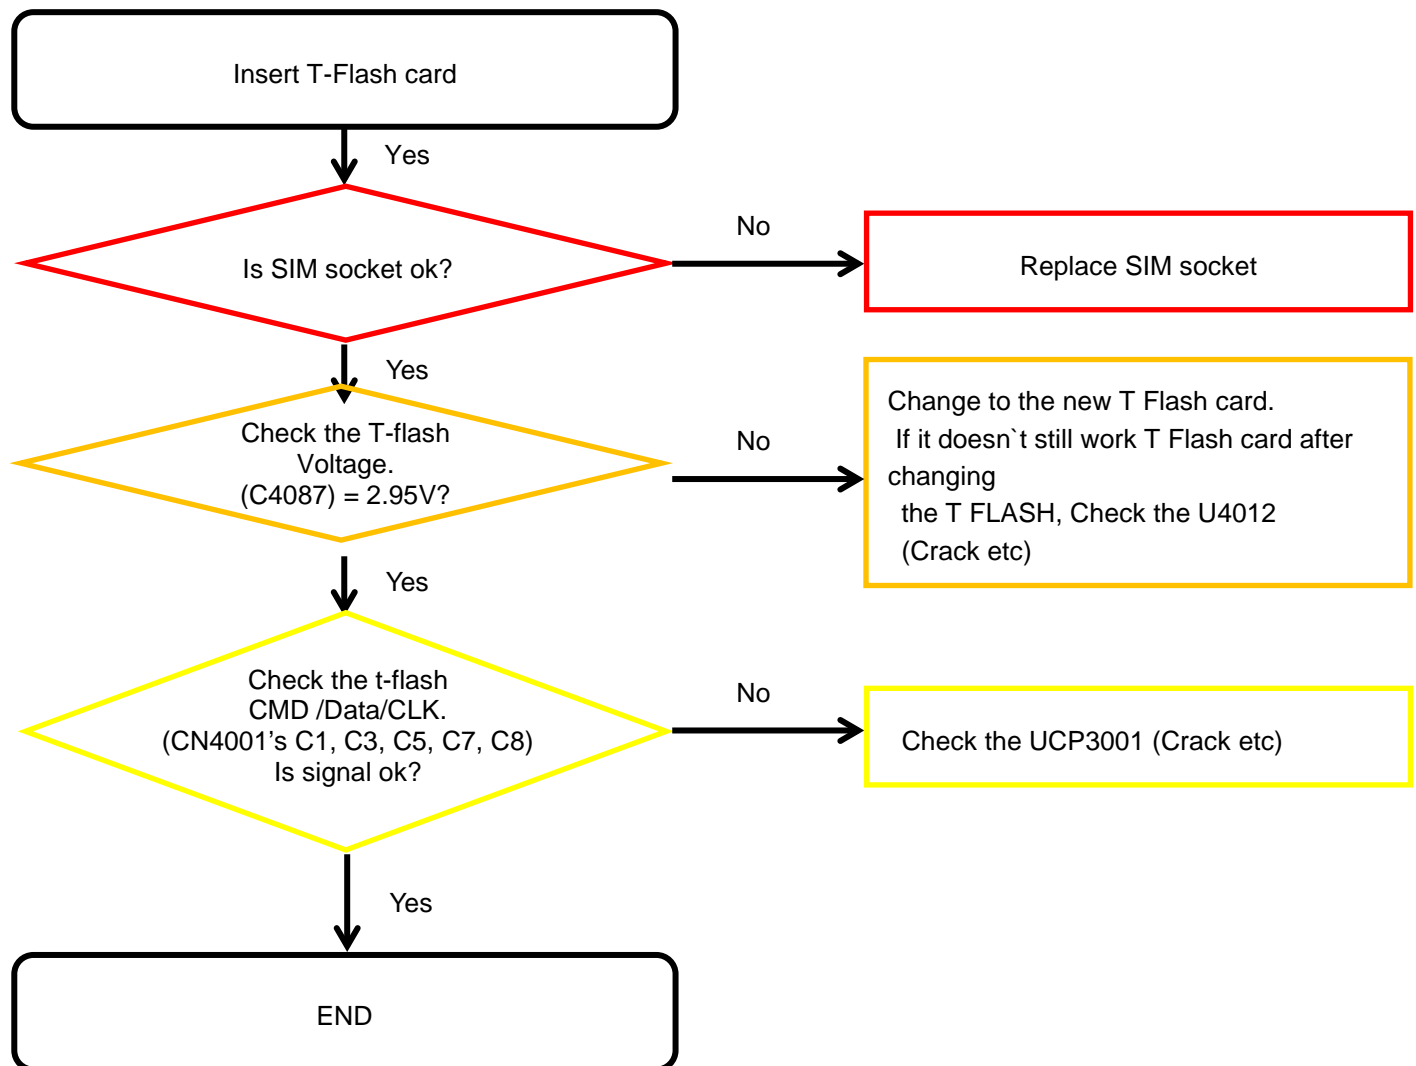 Insert T-Flash card
Yes
Is SIM socket ok?
No
Replace SIM socket
Yes
Check the T-flash
Voltage.
(C4087) = 2.95V?
No
Change to the new T Flash card.
If it doesn`t still work T Flash card after
changing
the T FLASH, Check the U4012
(Crack etc)
Yes
Check the t-flash
CMD /Data/CLK.
(CN4001’s C1, C3, C5, C7, C8)
Is signal ok?
No
Check the UCP3001 (Crack etc)
Yes
END